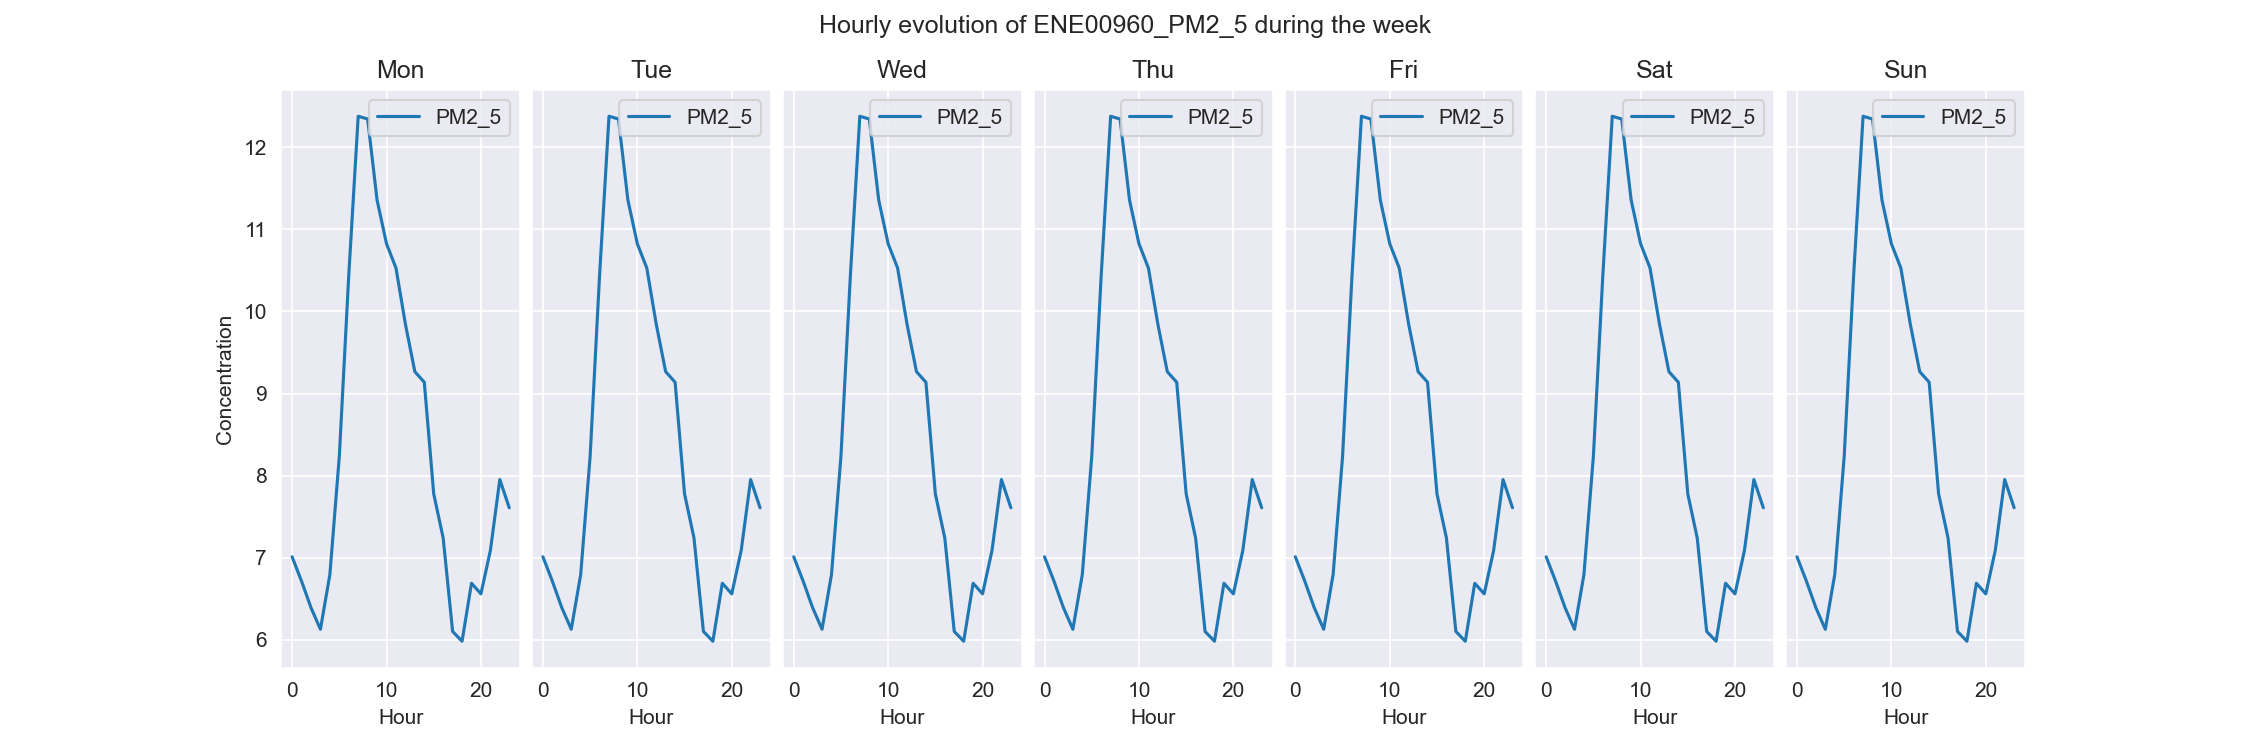 Hourly evolution of ENE00960_PM2_5 during the week
Mon Tue Wed Thu Fri Sat Sun
PM2_5 PM2_5 PM2_5 PM2_5 PM2_5 PM2_5 PM2_5
12
11
10
9
8
7
6
Concentration
0 10 20 0 10 20 0 10 20 0 10 20 0 10 20 0 10 20 0 10 20
Hour Hour Hour Hour Hour Hour Hour